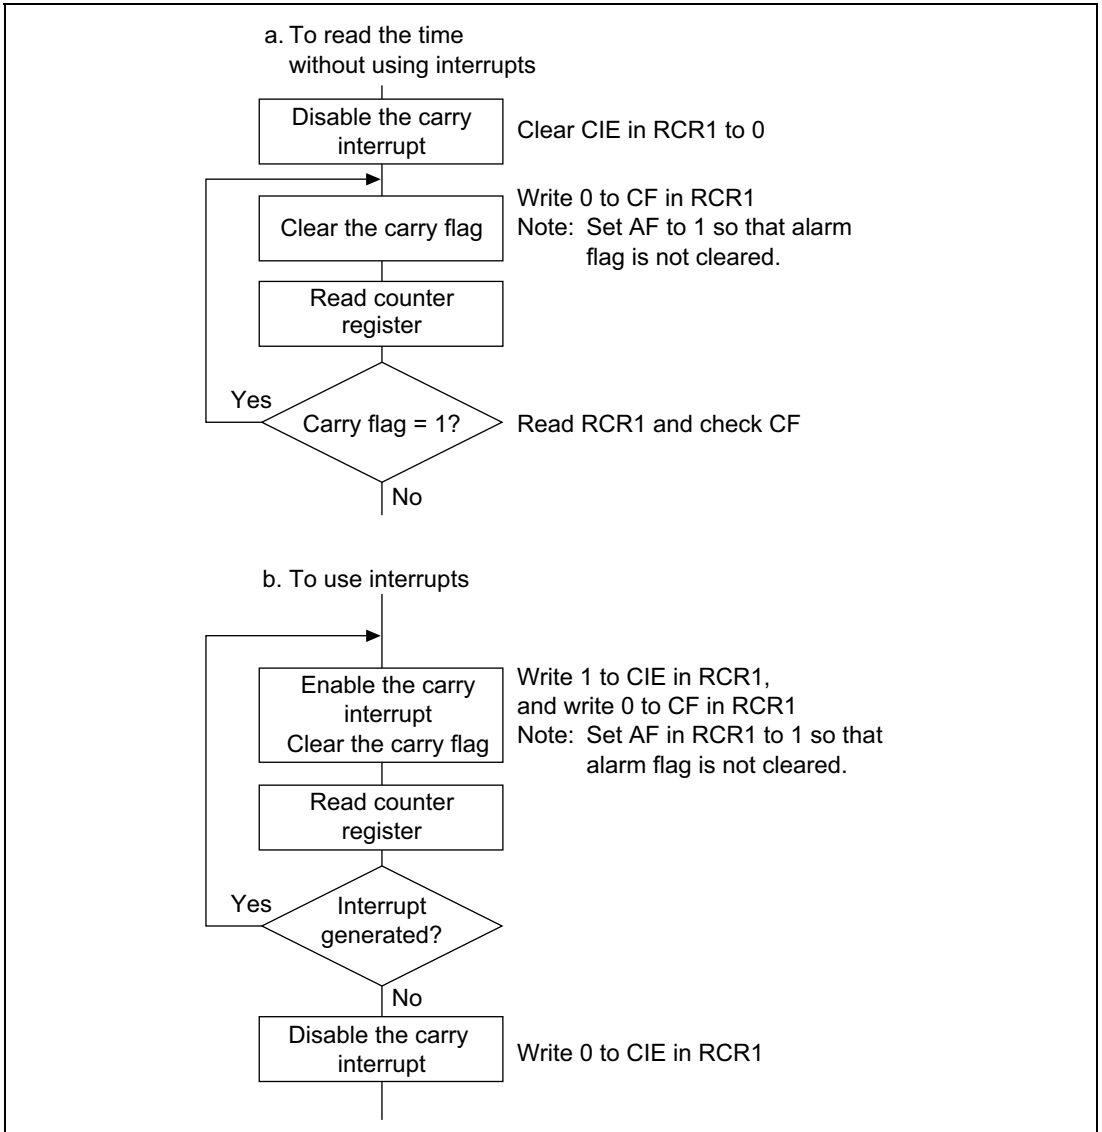 a. To read the time
without using interrupts
Disable the carry
interrupt
Clear CIE in RCR1 to 0
Clear the carry flag
Write 0 to CF in RCR1
Note: Set AF to 1 so that alarm
flag is not cleared.
Read counter
register
Yes
Carry flag = 1?
Read RCR1 and check CF
No
b. To use interrupts
Enable the carry
interrupt
Clear the carry flag
Write 1 to CIE in RCR1,
and write 0 to CF in RCR1
Note: Set AF in RCR1 to 1 so that
alarm flag is not cleared.
Read counter
register
Yes
Interrupt
generated?
No
Disable the carry
interrupt
Write 0 to CIE in RCR1